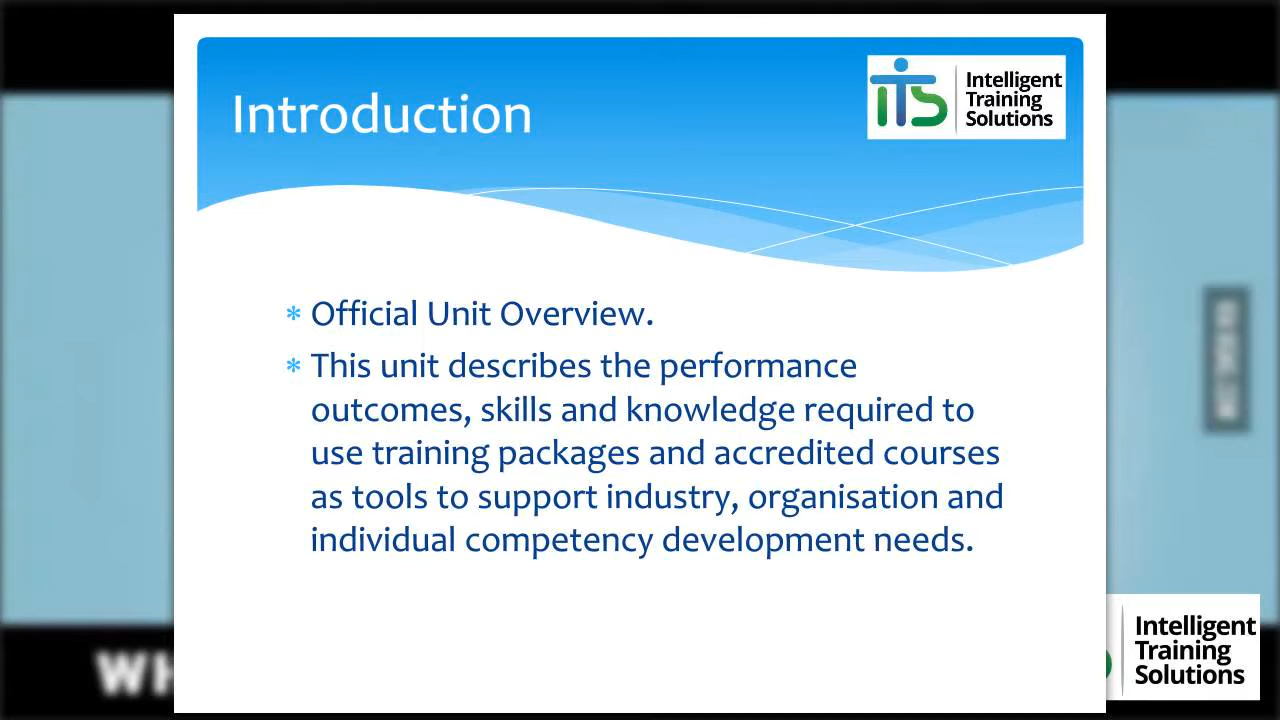 Introduction
ITS
Intelligent
Training
Solutions
* Official Unit Overview.
* This unit describes the performance
outcomes, skills and knowledge required to
use training packages and accredited courses
as tools to support industry, organisation and
individual competency development needs.
WH
Intelligent
Training
Solutions